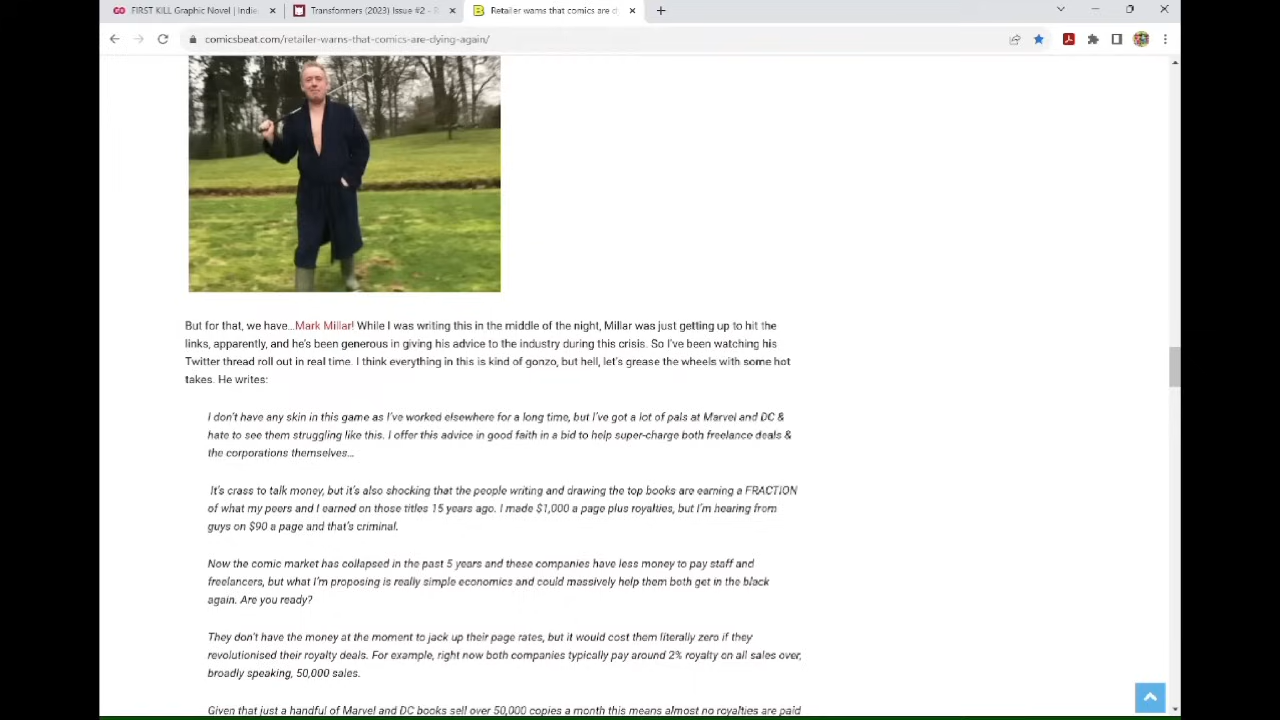 FIRST KILL Graphic Novel | Indie
Transformers (2023) Issue #2 - R
Retailer warns that comics are dy
comicsbeat.com/retailer-warns-that-comics-are-dying-again/
But for that, we have...Mark Millar! While I was writing this in the middle of the night, Millar was just getting up to hit the
links, apparently, and he's been generous in giving his advice to the industry during this crisis. So I've been watching his
Twitter thread roll out in real time. I think everything in this is kind of gonzo, but hell, let's grease the wheels with some hot
takes. He writes:
I don't have any skin in this game as I've worked elsewhere for a long time, but I've got a lot of pals at Marvel and DC &
hate to see them struggling like this. I offer this advice in good faith in a bid to help super-charge both freelance deals &
the corporations themselves...
It's crass to talk money, but it's also shocking that the people writing and drawing the top books are earning a FRACTION
of what my peers and I earned on those titles 15 years ago. I made $1,000 a page plus royalties, but I'm hearing from
guys on $90 a page and that's criminal.
Now the comic market has collapsed in the past 5 years and these companies have less money to pay staff and
freelancers, but what I'm proposing is really simple economics and could massively help them both get in the black
again. Are you ready?
They don't have the money at the moment to jack up their page rates, but it would cost them literally zero if they
revolutionised their royalty deals. For example, right now both companies typically pay around 2% royalty on all sales over,
broadly speaking, 50,000 sales.
Given that just a handful of Marvel and DC books sell over 50,000 copies a month this means almost no royalties are paid